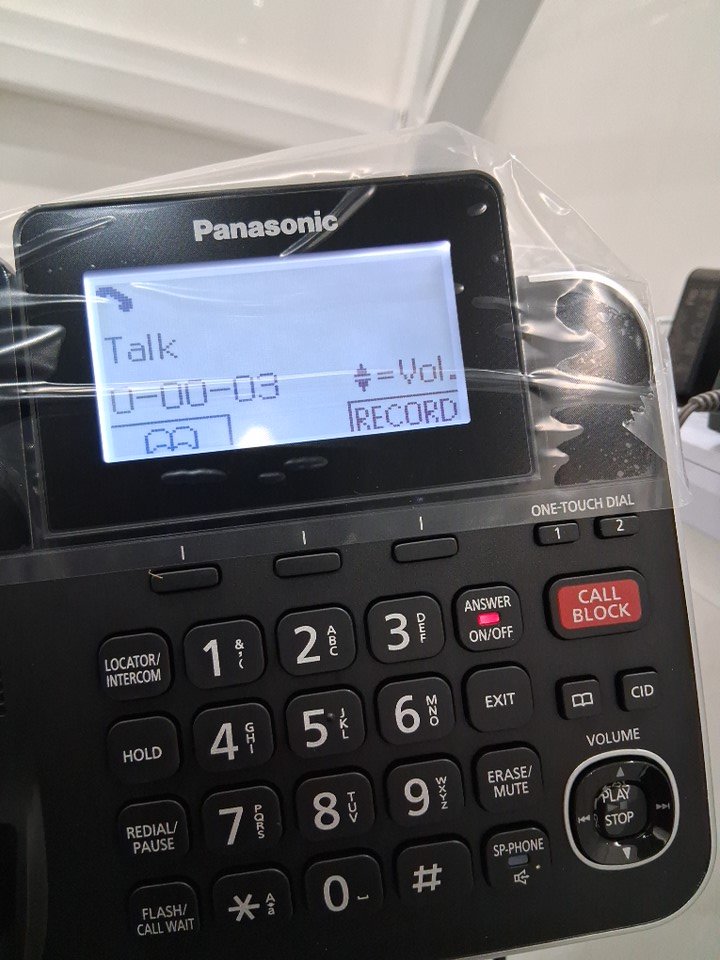 Panasonic
Talk
0-00-03
=Vol.
RECORD
ONE-TOUCH DIAL
1
2
LOCATOR/
INTERCOM
1 & ' (
2 ABC
3 DEF
ANSWER
ON/OFF
CALL
BLOCK
HOLD
4 GHI
5 JKL
6 MNO
EXIT
CID
VOLUME
REDIAL/
PAUSE
7 PQRS
8 TUV
9 WXYZ
ERASE/
MUTE
PLAY
STOP
FLASH/
CALL WAIT
* A a
0
#
SP-PHONE